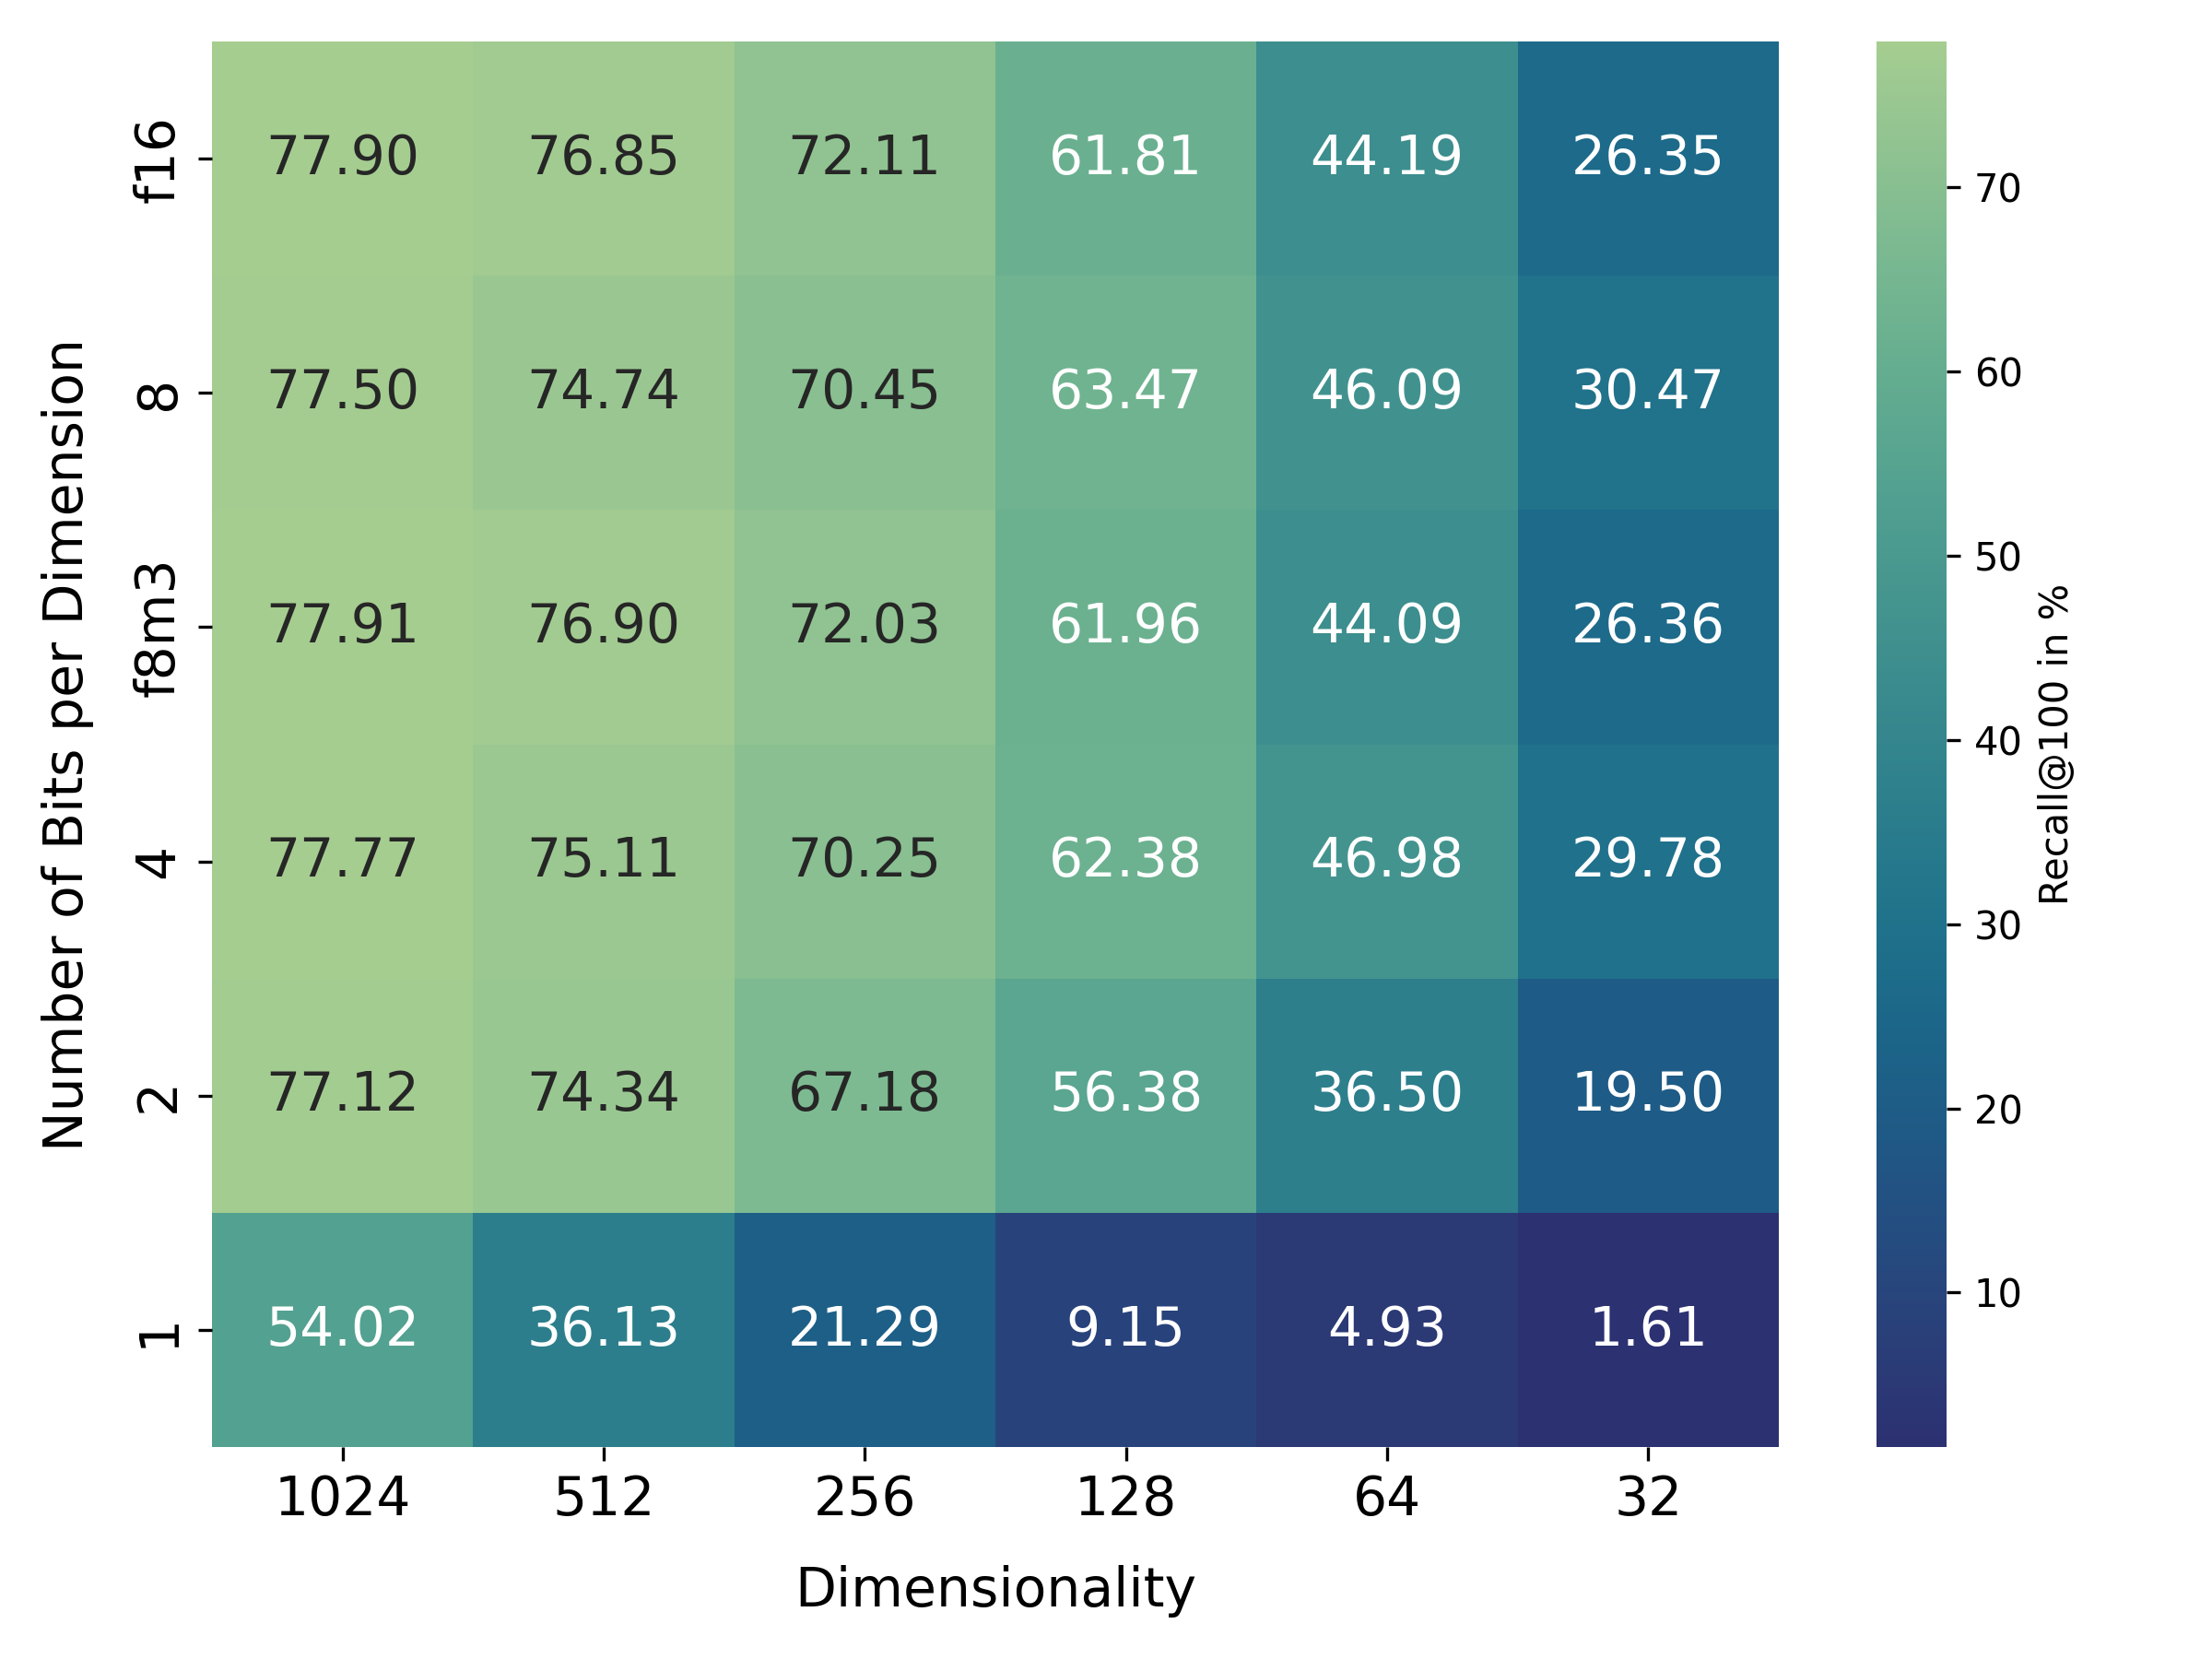 Number of Bits per Dimension
f16 77.90 76.85 72.11 61.81 44.19 26.35
8 77.50 74.74 70.45 63.47 46.09 30.47
f8m3 77.91 76.90 72.03 61.96 44.09 26.36
4 77.77 75.11 70.25 62.38 46.98 29.78
2 77.12 74.34 67.18 56.38 36.50 19.50
1 54.02 36.13 21.29 9.15 4.93 1.61
1024 512 256 128 64 32
Dimensionality
70
60
50
40
30
20
10
Recall@100 in %